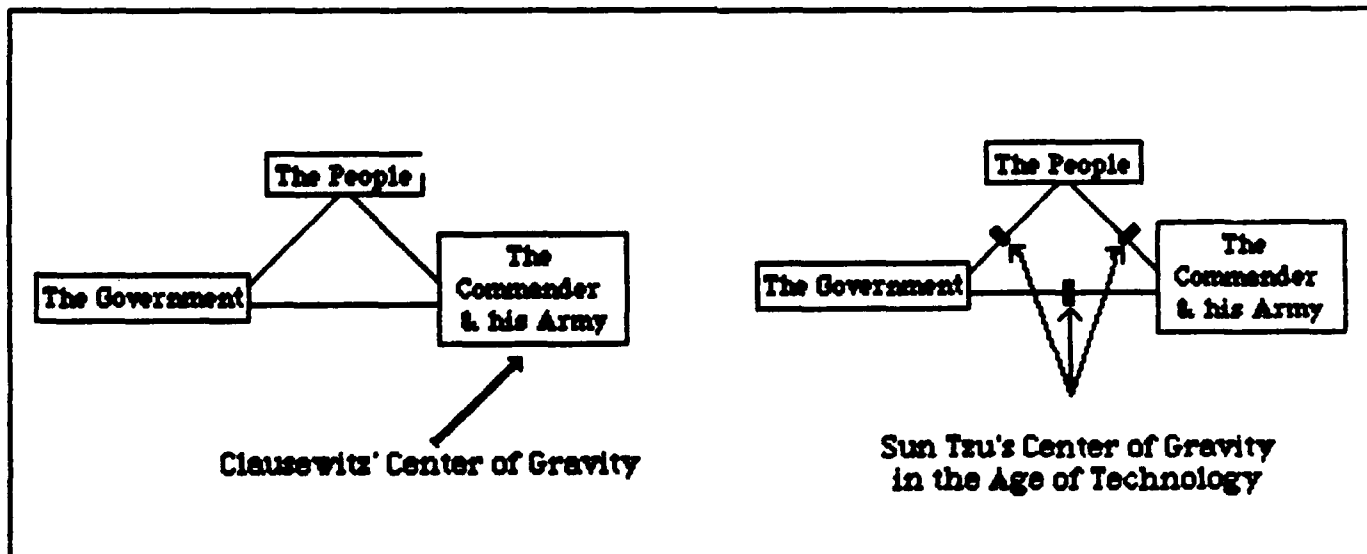 The People
The Government
The
Commander
& his Army
Clausewitz' Center of Gravity
The People
The Government
The
Commander
& his Army
Sun Tzu's Center of Gravity
in the Age of Technology